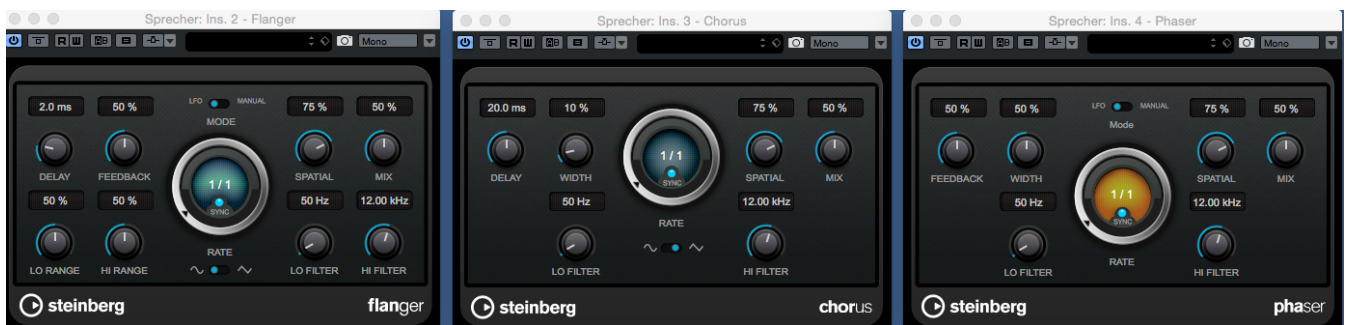 Sprecher: Ins. 2 - Flanger
R W
Mono
2.0 ms
50 %
LFO
MANUAL
75 %
50 %
MODE
DELAY
FEEDBACK
1 / 1
SPATIAL
MIX
50 %
50 %
SYNC
50 Hz
12.00 kHz
RATE
LO RANGE
HI RANGE
LO FILTER
HI FILTER
steinberg
flanger
Sprecher: Ins. 3 - Chorus
R W
Mono
20.0 ms
10 %
75 %
50 %
1 / 1
DELAY
WIDTH
SYNC
SPATIAL
MIX
50 Hz
12.00 kHz
RATE
LO FILTER
HI FILTER
steinberg
chorus
Sprecher: Ins. 4 - Phaser
R W
Mono
50 %
50 %
LFO
MANUAL
75 %
50 %
Mode
FEEDBACK
WIDTH
1 / 1
SPATIAL
MIX
50 Hz
SYNC
12.00 kHz
RATE
LO FILTER
HI FILTER
steinberg
phaser